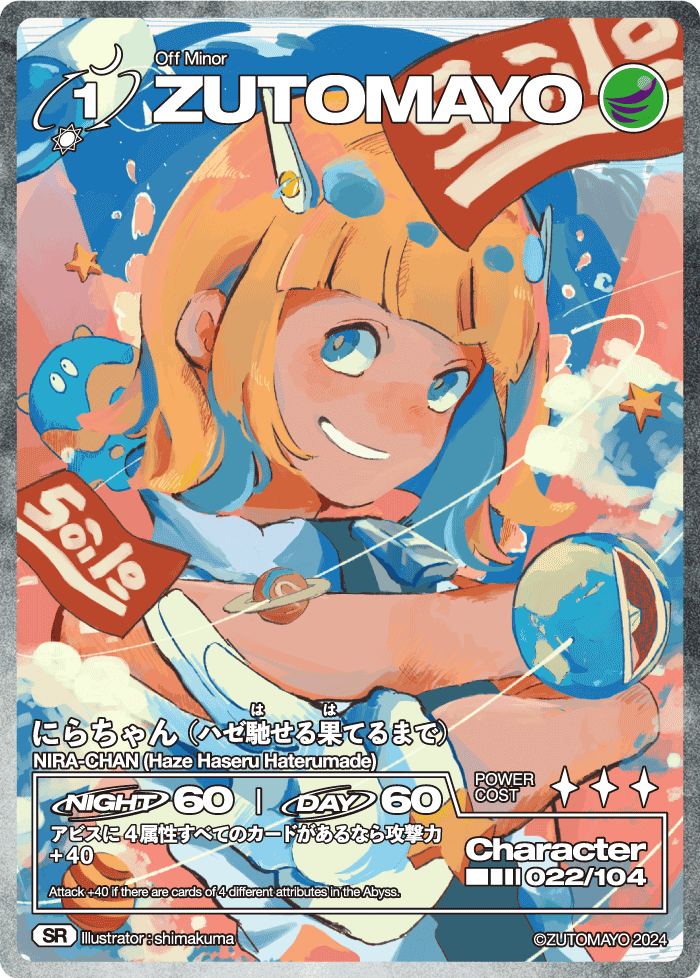 Off Minor
1 ZUTOMAYO
にらちゃん (ハゼ馳せる果てるまで)
は は
NIRA-CHAN (Haze Haseru Haterumade)
POWER
COST
NIGHT 60 | DAY 60
アビスに4属性すべてのカードがあるなら攻撃力
+40
Attack +40 if there are cards of 4 different attributes in the Abyss.
Character
022/104
SR Illustrator : shimakuma
©ZUTOMAYO 2024